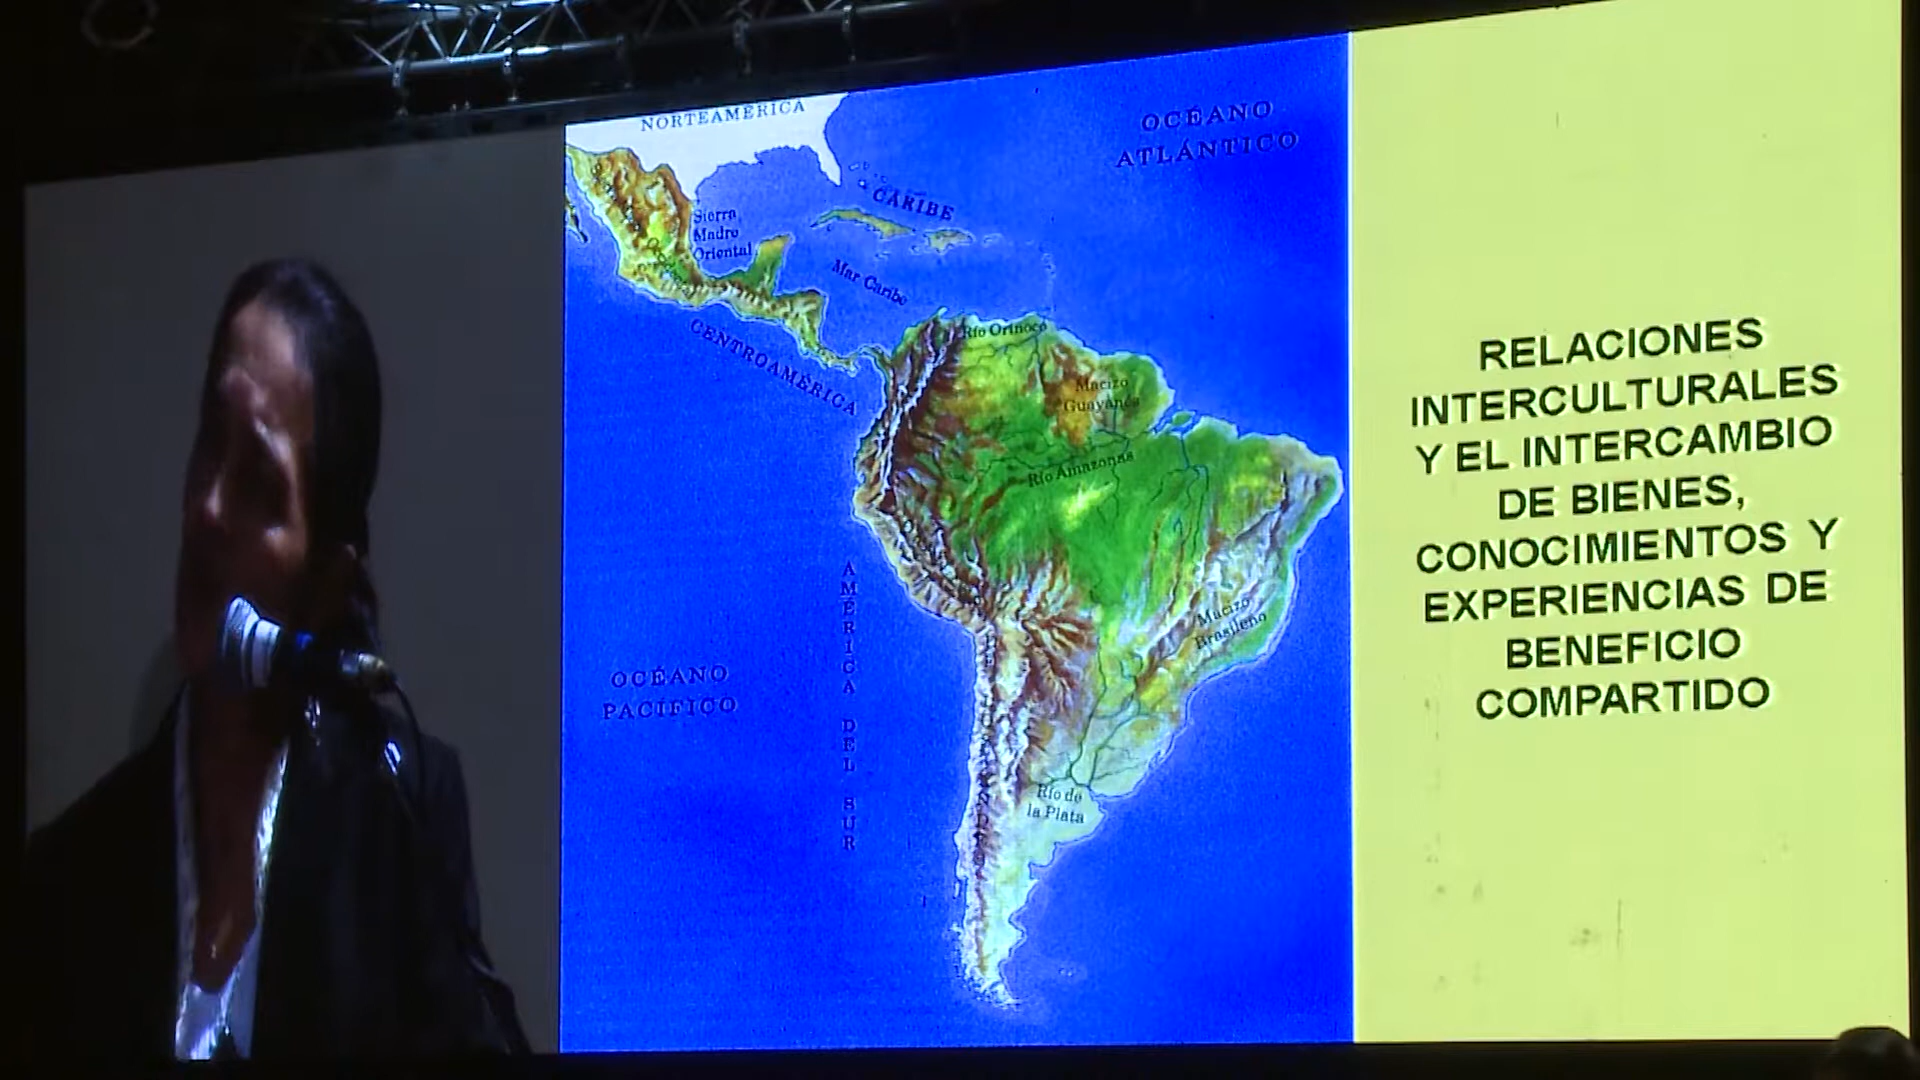 NORTEAMÉRICA
OCÉANO
ATLÁNTICO
CARIBE
Sierra
Madre
Oriental
Mar Caribe
CENTROAMÉRICA
Río Orinoco
Macizo
Guayanés
Río Amazonas
AMÉRICA DEL SUR
Macizo
Brasileño
OCÉANO
PACÍFICO
Río de
la Plata
RELACIONES
INTERCULTURALES
Y EL INTERCAMBIO
DE BIENES,
CONOCIMIENTOS Y
EXPERIENCIAS DE
BENEFICIO
COMPARTIDO